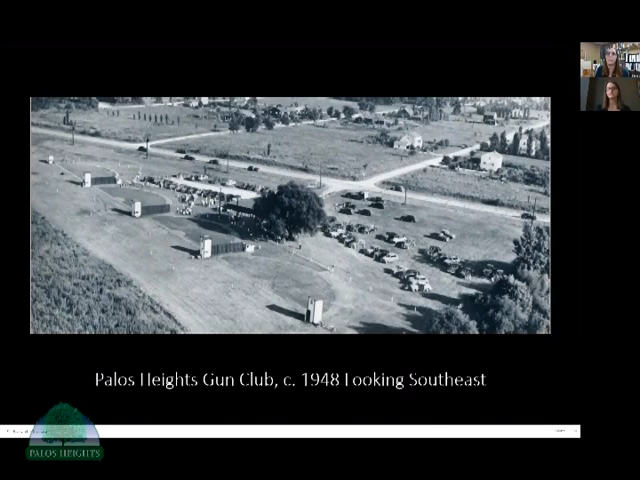 Palos Heights Gun Club, c. 1948 Looking Southeast
PALOS HEIGHTS